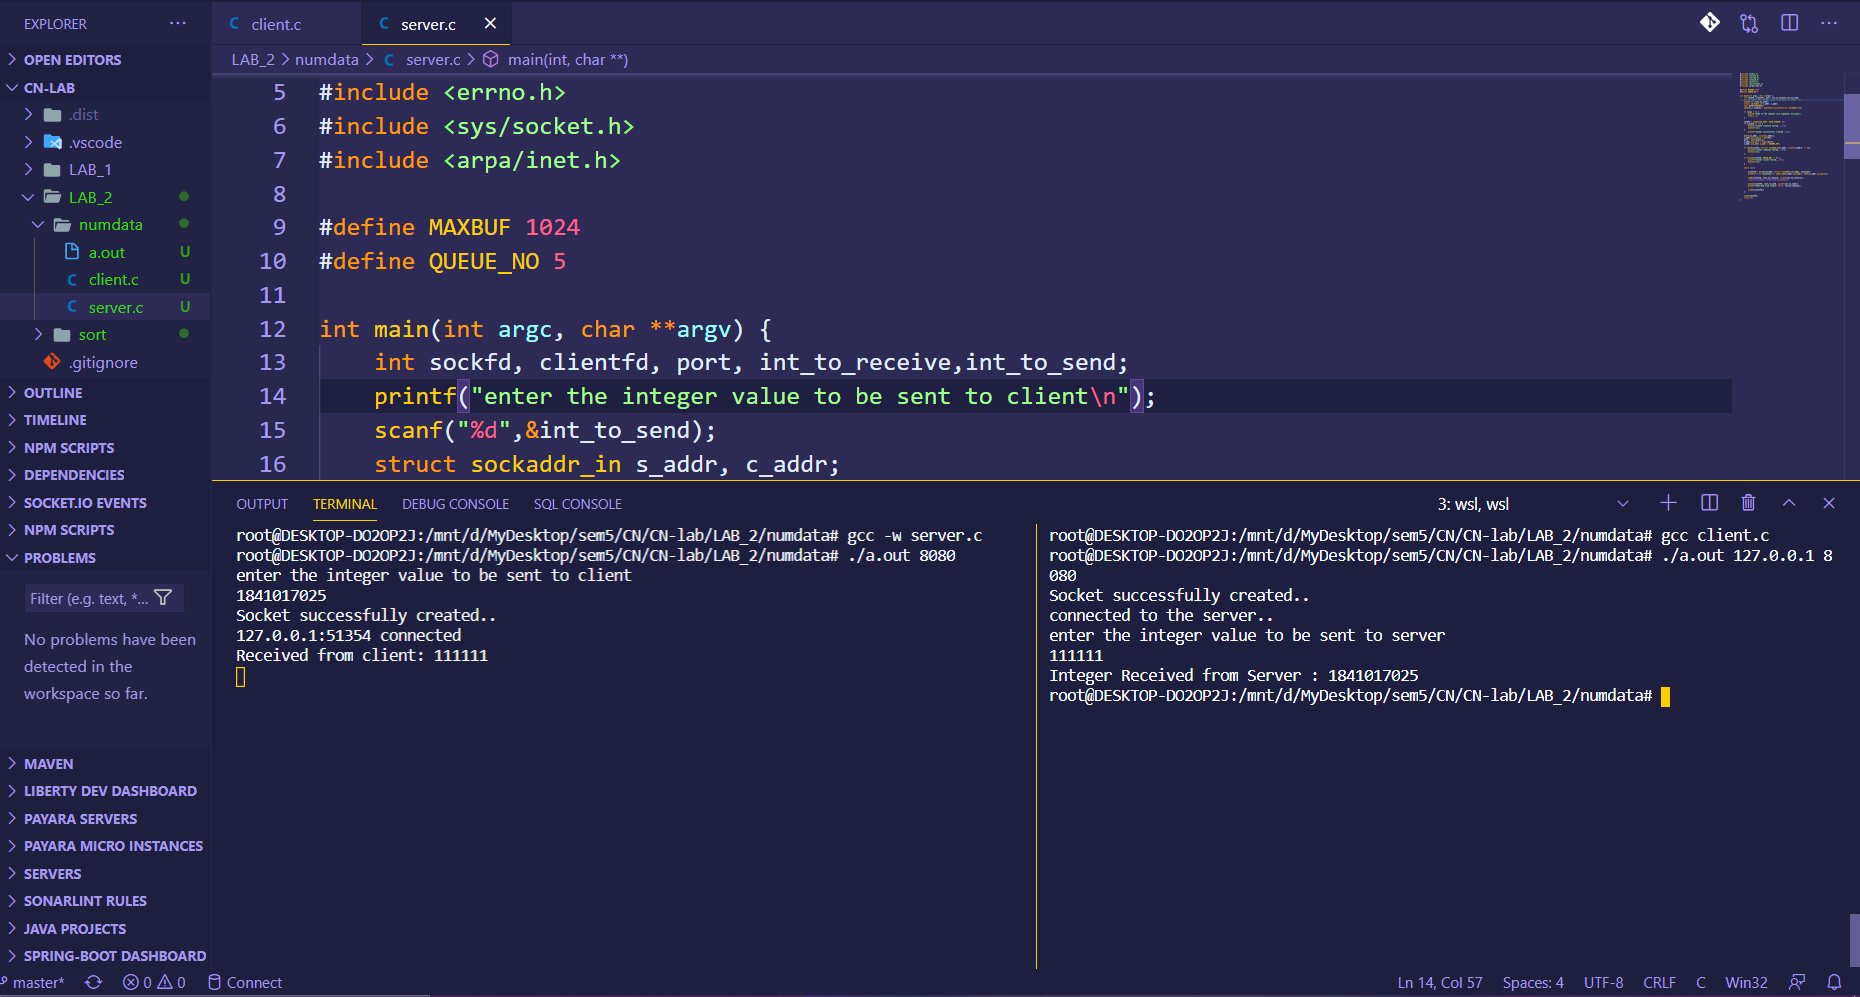 EXPLORER
···
OPEN EDITORS
CN-LAB
.dist
.vscode
LAB_1
LAB_2
numdata
a.out U
client.c U
server.c U
sort
.gitignore
OUTLINE
TIMELINE
NPM SCRIPTS
DEPENDENCIES
SOCKET.IO EVENTS
NPM SCRIPTS
PROBLEMS
Filter (e.g. text, *...
No problems have been
detected in the
workspace so far.
MAVEN
LIBERTY DEV DASHBOARD
PAYARA SERVERS
PAYARA MICRO INSTANCES
SERVERS
SONARLINT RULES
JAVA PROJECTS
SPRING-BOOT DASHBOARD
C client.c
C server.c
LAB_2 > numdata > C server.c > main(int, char **)
5 #include <errno.h>
6 #include <sys/socket.h>
7 #include <arpa/inet.h>
8
9 #define MAXBUF 1024
10 #define QUEUE_NO 5
11
12 int main(int argc, char **argv) {
13 int sockfd, clientfd, port, int_to_receive,int_to_send;
14 printf("enter the integer value to be sent to client\n");
15 scanf("%d",&int_to_send);
16 struct sockaddr_in s_addr, c_addr;
OUTPUT TERMINAL DEBUG CONSOLE SQL CONSOLE
3: wsl, wsl
root@DESKTOP-DO2OP2J:/mnt/d/MyDesktop/sem5/CN/CN-lab/LAB_2/numdata# gcc -w server.c
root@DESKTOP-DO2OP2J:/mnt/d/MyDesktop/sem5/CN/CN-lab/LAB_2/numdata# ./a.out 8080
enter the integer value to be sent to client
1841017025
Socket successfully created..
127.0.0.1:51354 connected
Received from client: 111111
root@DESKTOP-DO2OP2J:/mnt/d/MyDesktop/sem5/CN/CN-lab/LAB_2/numdata# gcc client.c
root@DESKTOP-DO2OP2J:/mnt/d/MyDesktop/sem5/CN/CN-lab/LAB_2/numdata# ./a.out 127.0.0.1 8
080
Socket successfully created..
connected to the server..
enter the integer value to be sent to server
111111
Integer Received from Server : 1841017025
root@DESKTOP-DO2OP2J:/mnt/d/MyDesktop/sem5/CN/CN-lab/LAB_2/numdata#
master* 0 0 Connect
Ln 14, Col 57 Spaces: 4 UTF-8 CRLF C Win32